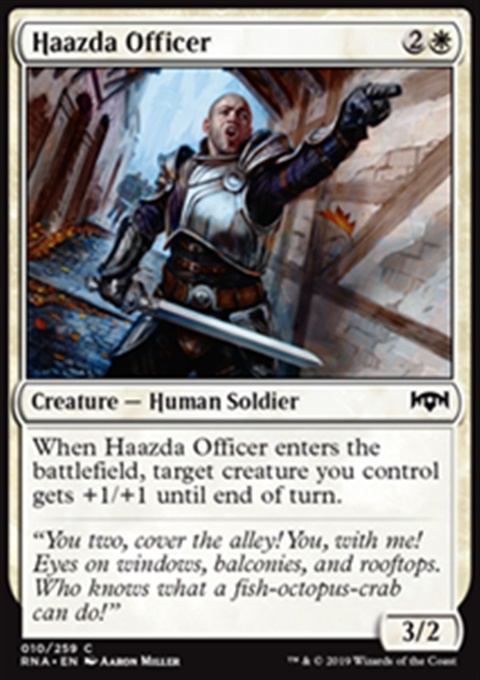 Haazda Officer 2
Creature — Human Soldier
When Haazda Officer enters the
battlefield, target creature you control
gets +1/+1 until end of turn.
“You two, cover the alley! You, with me!
Eyes on windows, balconies, and rooftops.
Who knows what a fish-octopus-crab
can do!”
3/2
010/259 C
RNA • EN Aaron Miller
™ & © 2019 Wizards of the Coast